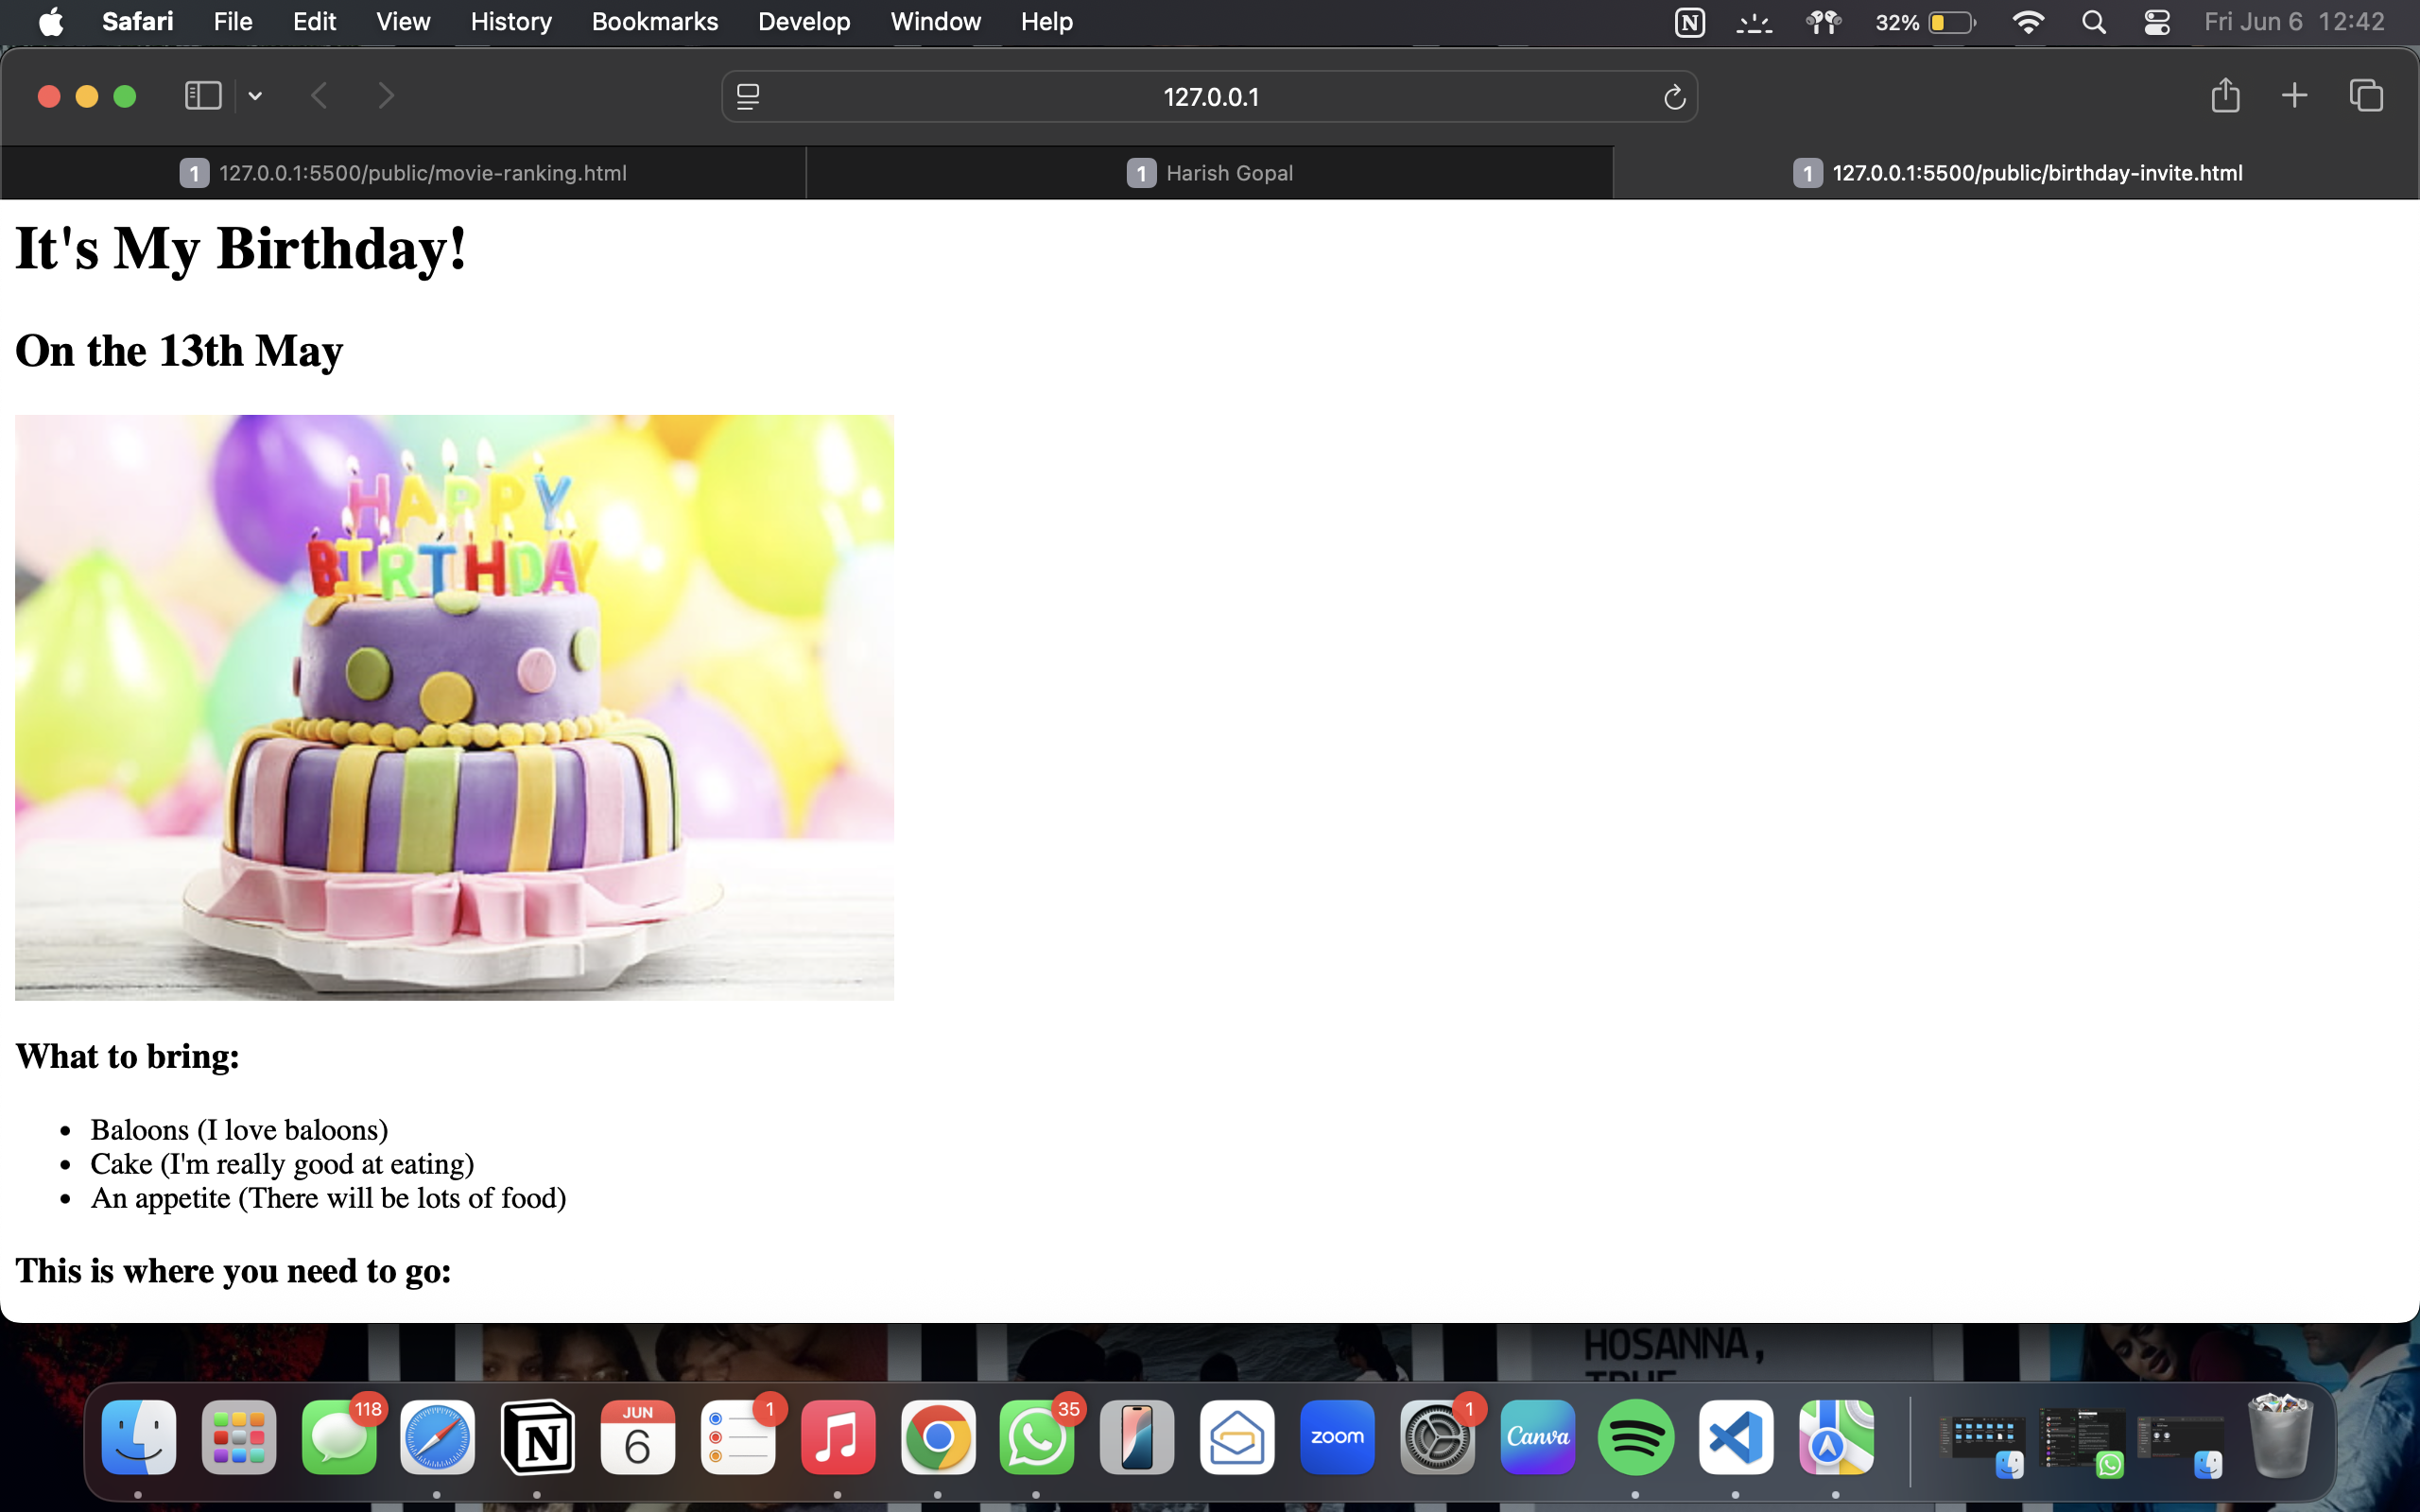 Safari File Edit View History Bookmarks Develop Window Help N 32% Fri Jun 6 12:42
127.0.0.1
1 127.0.0.1:5500/public/movie-ranking.html 1 Harish Gopal 1 127.0.0.1:5500/public/birthday-invite.html
It's My Birthday!
On the 13th May
HAPPY
BIRTHDAY
What to bring:
• Baloons (I love baloons)
• Cake (I'm really good at eating)
• An appetite (There will be lots of food)
This is where you need to go:
HOSANNA,
TRUE
118 N JUN 6 1 35 zoom 1 Canva